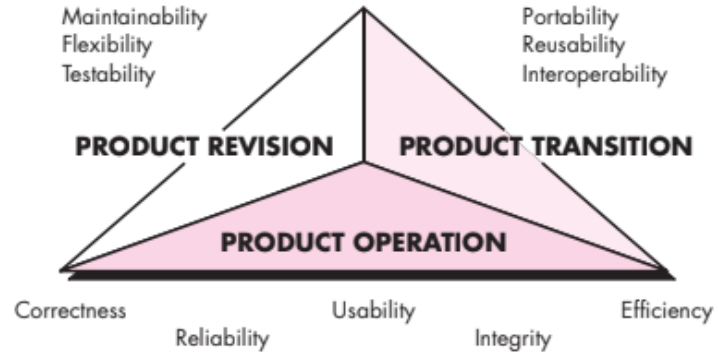 Maintainability
Flexibility
Testability
Portability
Reusability
Interoperability
PRODUCT REVISION
PRODUCT TRANSITION
PRODUCT OPERATION
Correctness
Usability
Efficiency
Reliability
Integrity